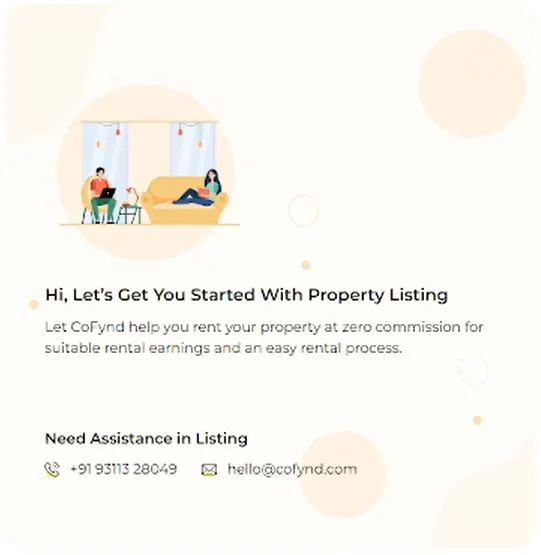 Hi, Let's Get You Started With Property Listing
Let CoFynd help you rent your property at zero commission for
suitable rental earnings and an easy rental process.
Need Assistance in Listing
+91 93113 28049 hello@cofynd.com